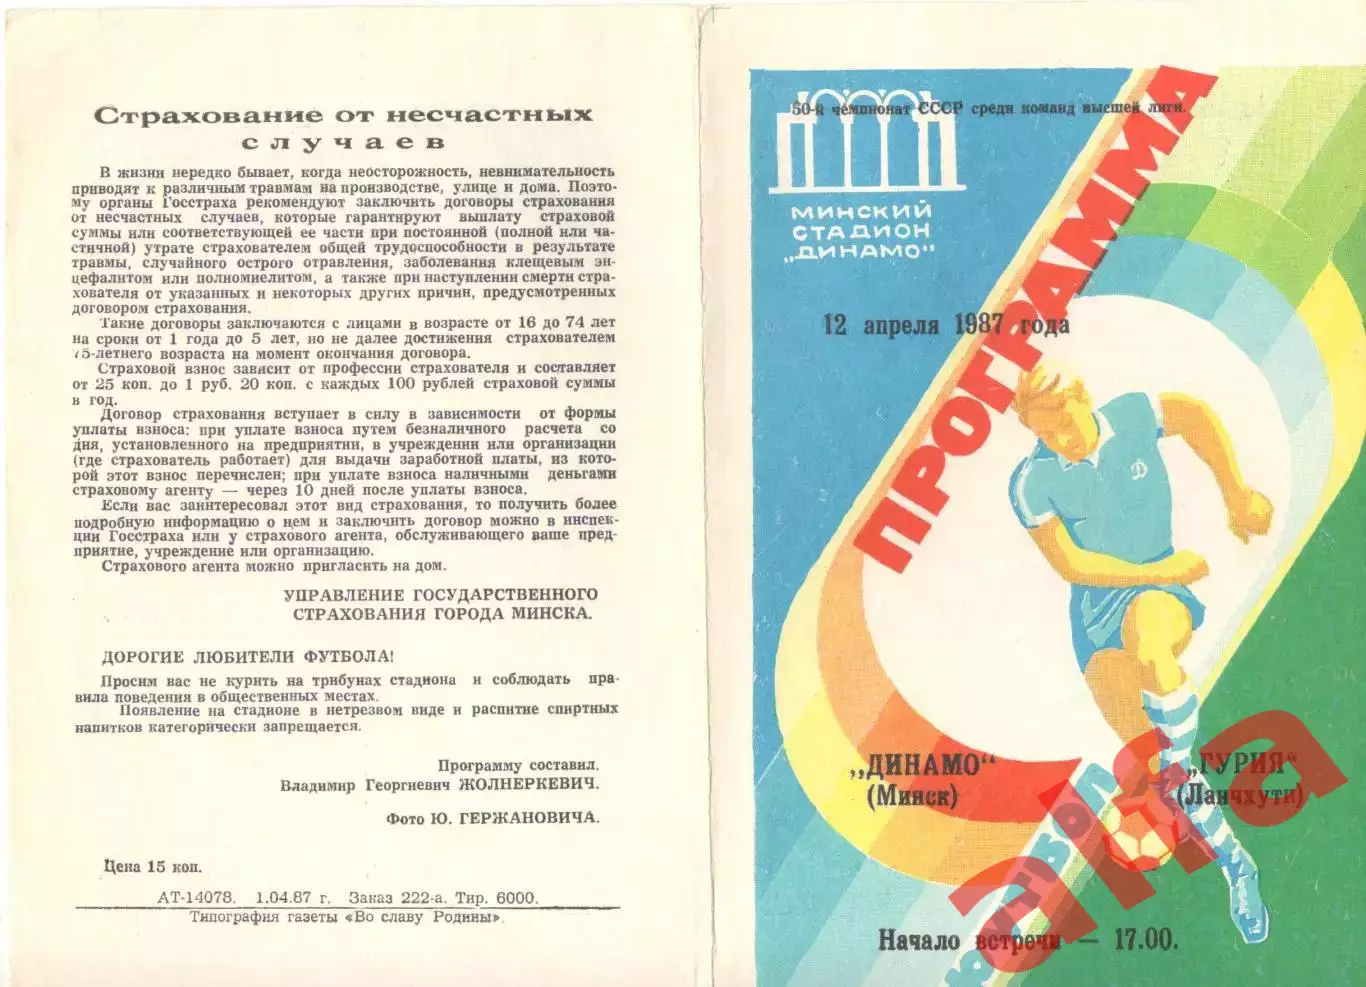 Страхование от несчастных
случаев
В жизни нередко бывает, когда неосторожность, невнимательность
приводят к различным травмам на производстве, улице и дома. Поэто-
му органы Госстраха рекомендуют заключить договоры страхования
от несчастных случаев, которые гарантируют выплату страховой
суммы или соответствующей ее части при постоянной (полной или ча-
стичной) утрате страхователем общей трудоспособности в результате
травмы, случайного острого отравления, заболевания клещевым эн-
цефалитом или полиомиелитом, а также при наступлении смерти стра-
хователя от указанных и некоторых других причин, предусмотренных
договором страхования.
Такие договоры заключаются с лицами в возрасте от 16 до 74 лет
на сроки от 1 года до 5 лет, но не далее достижения страхователем
75-летнего возраста на момент окончания договора.
Страховой взнос зависит от профессии страхователя и составляет
от 25 коп. до 1 руб. 20 коп. с каждых 100 рублей страховой суммы
в год.
Договор страхования вступает в силу в зависимости от формы
уплаты взноса: при уплате взноса путем безналичного расчета со
дня, установленного на предприятии, в учреждении или организации
(где страхователь работает) для выдачи заработной платы, из кото-
рой этот взнос перечислен; при уплате взноса наличными деньгами
страховому агенту — через 10 дней после уплаты взноса.
Если вас заинтересовал этот вид страхования, то получить более
подробную информацию о нем и заключить договор можно в инспек-
ции Госстраха или у страхового агента, обслуживающего ваше пред-
приятие, учреждение или организацию.
Страхового агента можно пригласить на дом.
УПРАВЛЕНИЕ ГОСУДАРСТВЕННОГО
СТРАХОВАНИЯ ГОРОДА МИНСКА.
ДОРОГИЕ ЛЮБИТЕЛИ ФУТБОЛА!
Просим вас не курить на трибунах стадиона и соблюдать пра-
вила поведения в общественных местах.
Появление на стадионе в нетрезвом виде и распитие спиртных
напитков категорически запрещается.
Программу составил.
Владимир Георгиевич ЖОЛНЕРКЕВИЧ.
Фото Ю. ГЕРЖАНОВИЧА.
Цена 15 коп.
АТ-14078. 1.04.87 г. Заказ 222-а. Тир. 6000.
Типография газеты «Во славу Родины».
50-й чемпионат СССР среди команд высшей лиги.
МИНСКИЙ
СТАДИОН
„ДИНАМО"
ПРОГРАММА
12 апреля 1987 года
Д
„ДИНАМО"
(Минск)
„ГУРИЯ"
(Ланчхути)
ФУТБОЛ
Начало встречи — 17.00.
alfa